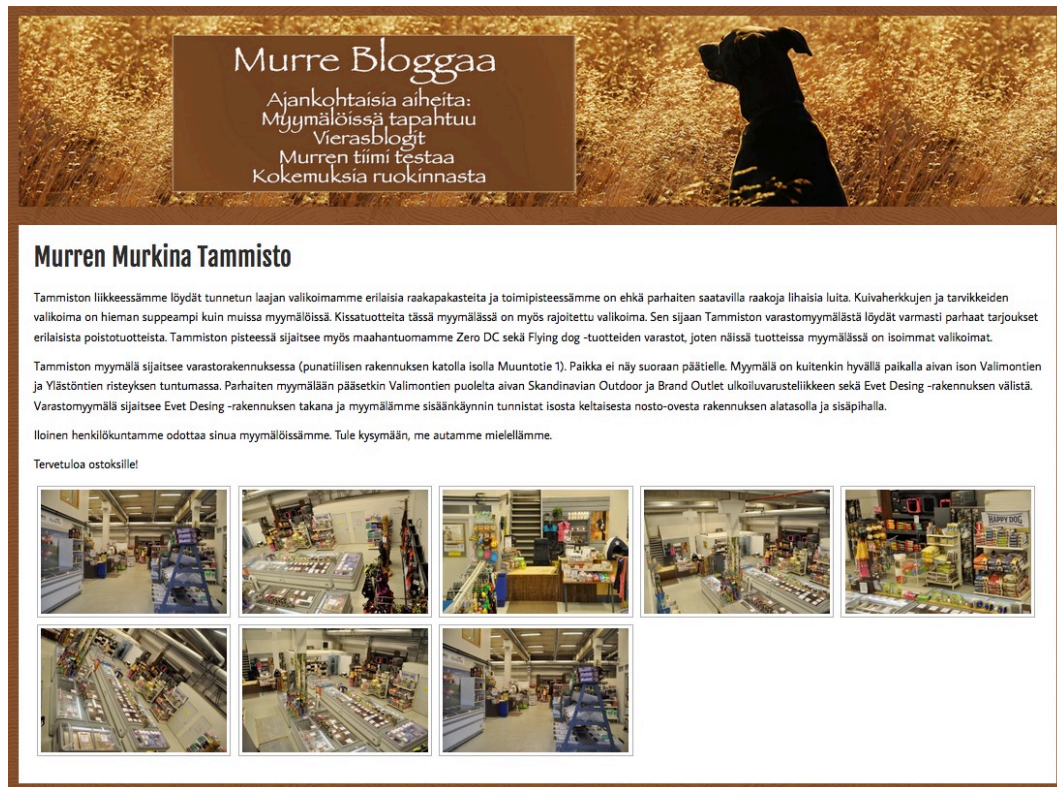 Murre Bloggaa
Ajankohtaisia aiheita:
Myymälöissä tapahtuu
Vierasblogit
Murren tiimi testaa
Kokemuksia ruokinnasta
Murren Murkina Tammisto
Tammiston liikkeessämme löydät tunnetun laajan valikoimamme erilaisia raakapakasteita ja toimipisteessämme on ehkä parhaiten saatavilla raakoja lihaisia luita. Kuivaherkkujen ja tarvikkeiden
valikoima on hieman suppeampi kuin muissa myymälöissä. Kissatuotteita tässä myymälässä on myös rajoitettu valikoima. Sen sijaan Tammiston varastomyymälästä löydät varmasti parhaat tarjoukset
erilaisista poistotuotteista. Tammiston pisteessä sijaitsee myös maahantuomamme Zero DC sekä Flying dog -tuotteiden varastot, joten näissä tuotteissa myymälässä on isoimmat valikoimat.
Tammiston myymälä sijaitsee varastorakennuksessa (punatiilisen rakennuksen katolla isolla Muuntotie 1). Paikka ei näy suoraan päätielle. Myymälä on kuitenkin hyvällä paikalla aivan ison Valimontien
ja Ylästöntien risteyksen tuntumassa. Parhaiten myymälään pääsetkin Valimontien puolelta aivan Skandinavian Outdoor ja Brand Outlet ulkoiluvarusteliikkeen sekä Evet Desing -rakennuksen välistä.
Varastomyymälä sijaitsee Evet Desing -rakennuksen takana ja myymälämme sisäänkäynnin tunnistat isosta keltaisesta nosto-ovesta rakennuksen alatasolla ja sisäpihalla.
Iloinen henkilökuntamme odottaa sinua myymälöissämme. Tule kysymään, me autamme mielellämme.
Tervetuloa ostoksille!
HAPPY DOG